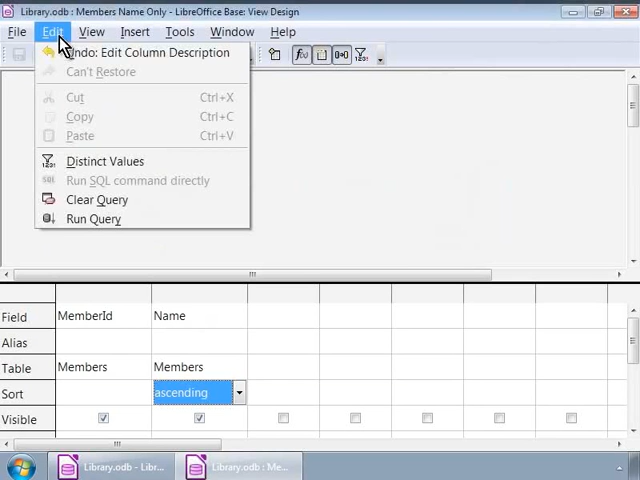 Library.odb : Members Name Only - LibreOffice Base: View Design
File Edit View Insert Tools Window Help
Undo: Edit Column Description
Can't Restore
Cut Ctrl+X
Copy Ctrl+C
Paste Ctrl+V
Distinct Values
Run SQL command directly
Clear Query
Run Query
Field MemberId Name
Alias
Table Members Members
Sort ascending
Visible
Library.odb - Libr... Library.odb : Me...